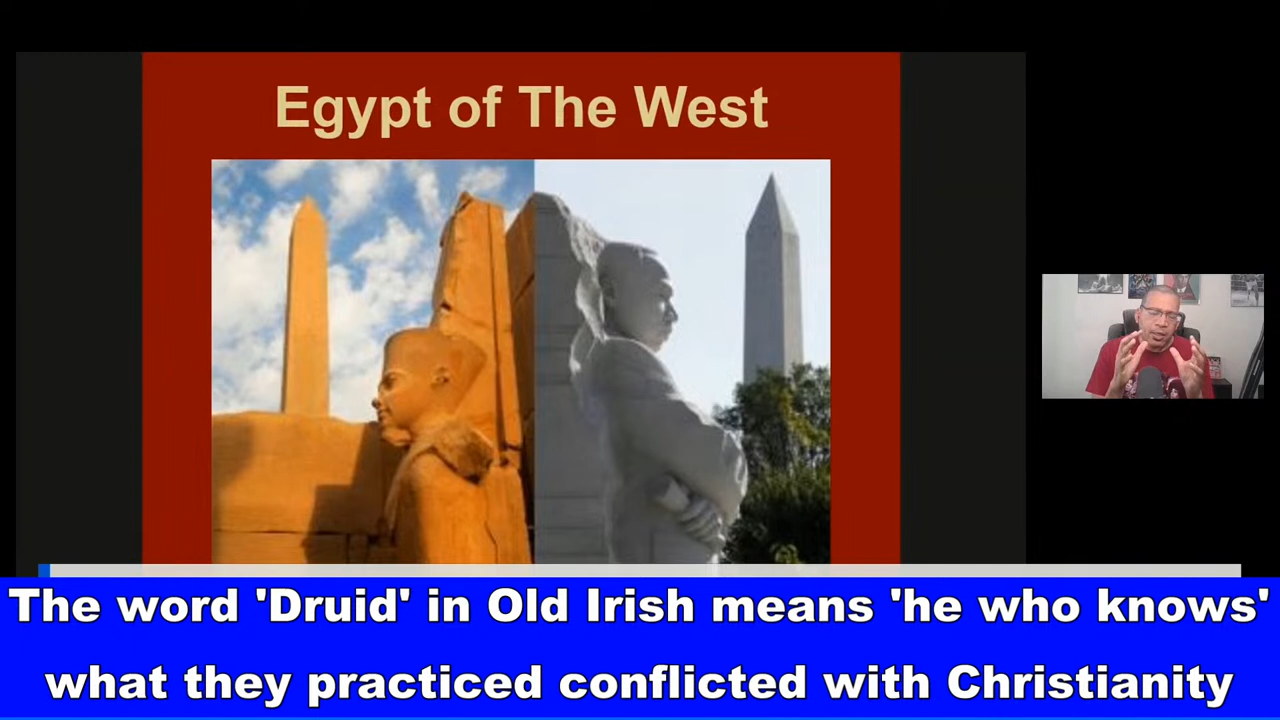 Egypt of The West
The word 'Druid' in Old Irish means 'he who knows'
what they practiced conflicted with Christianity